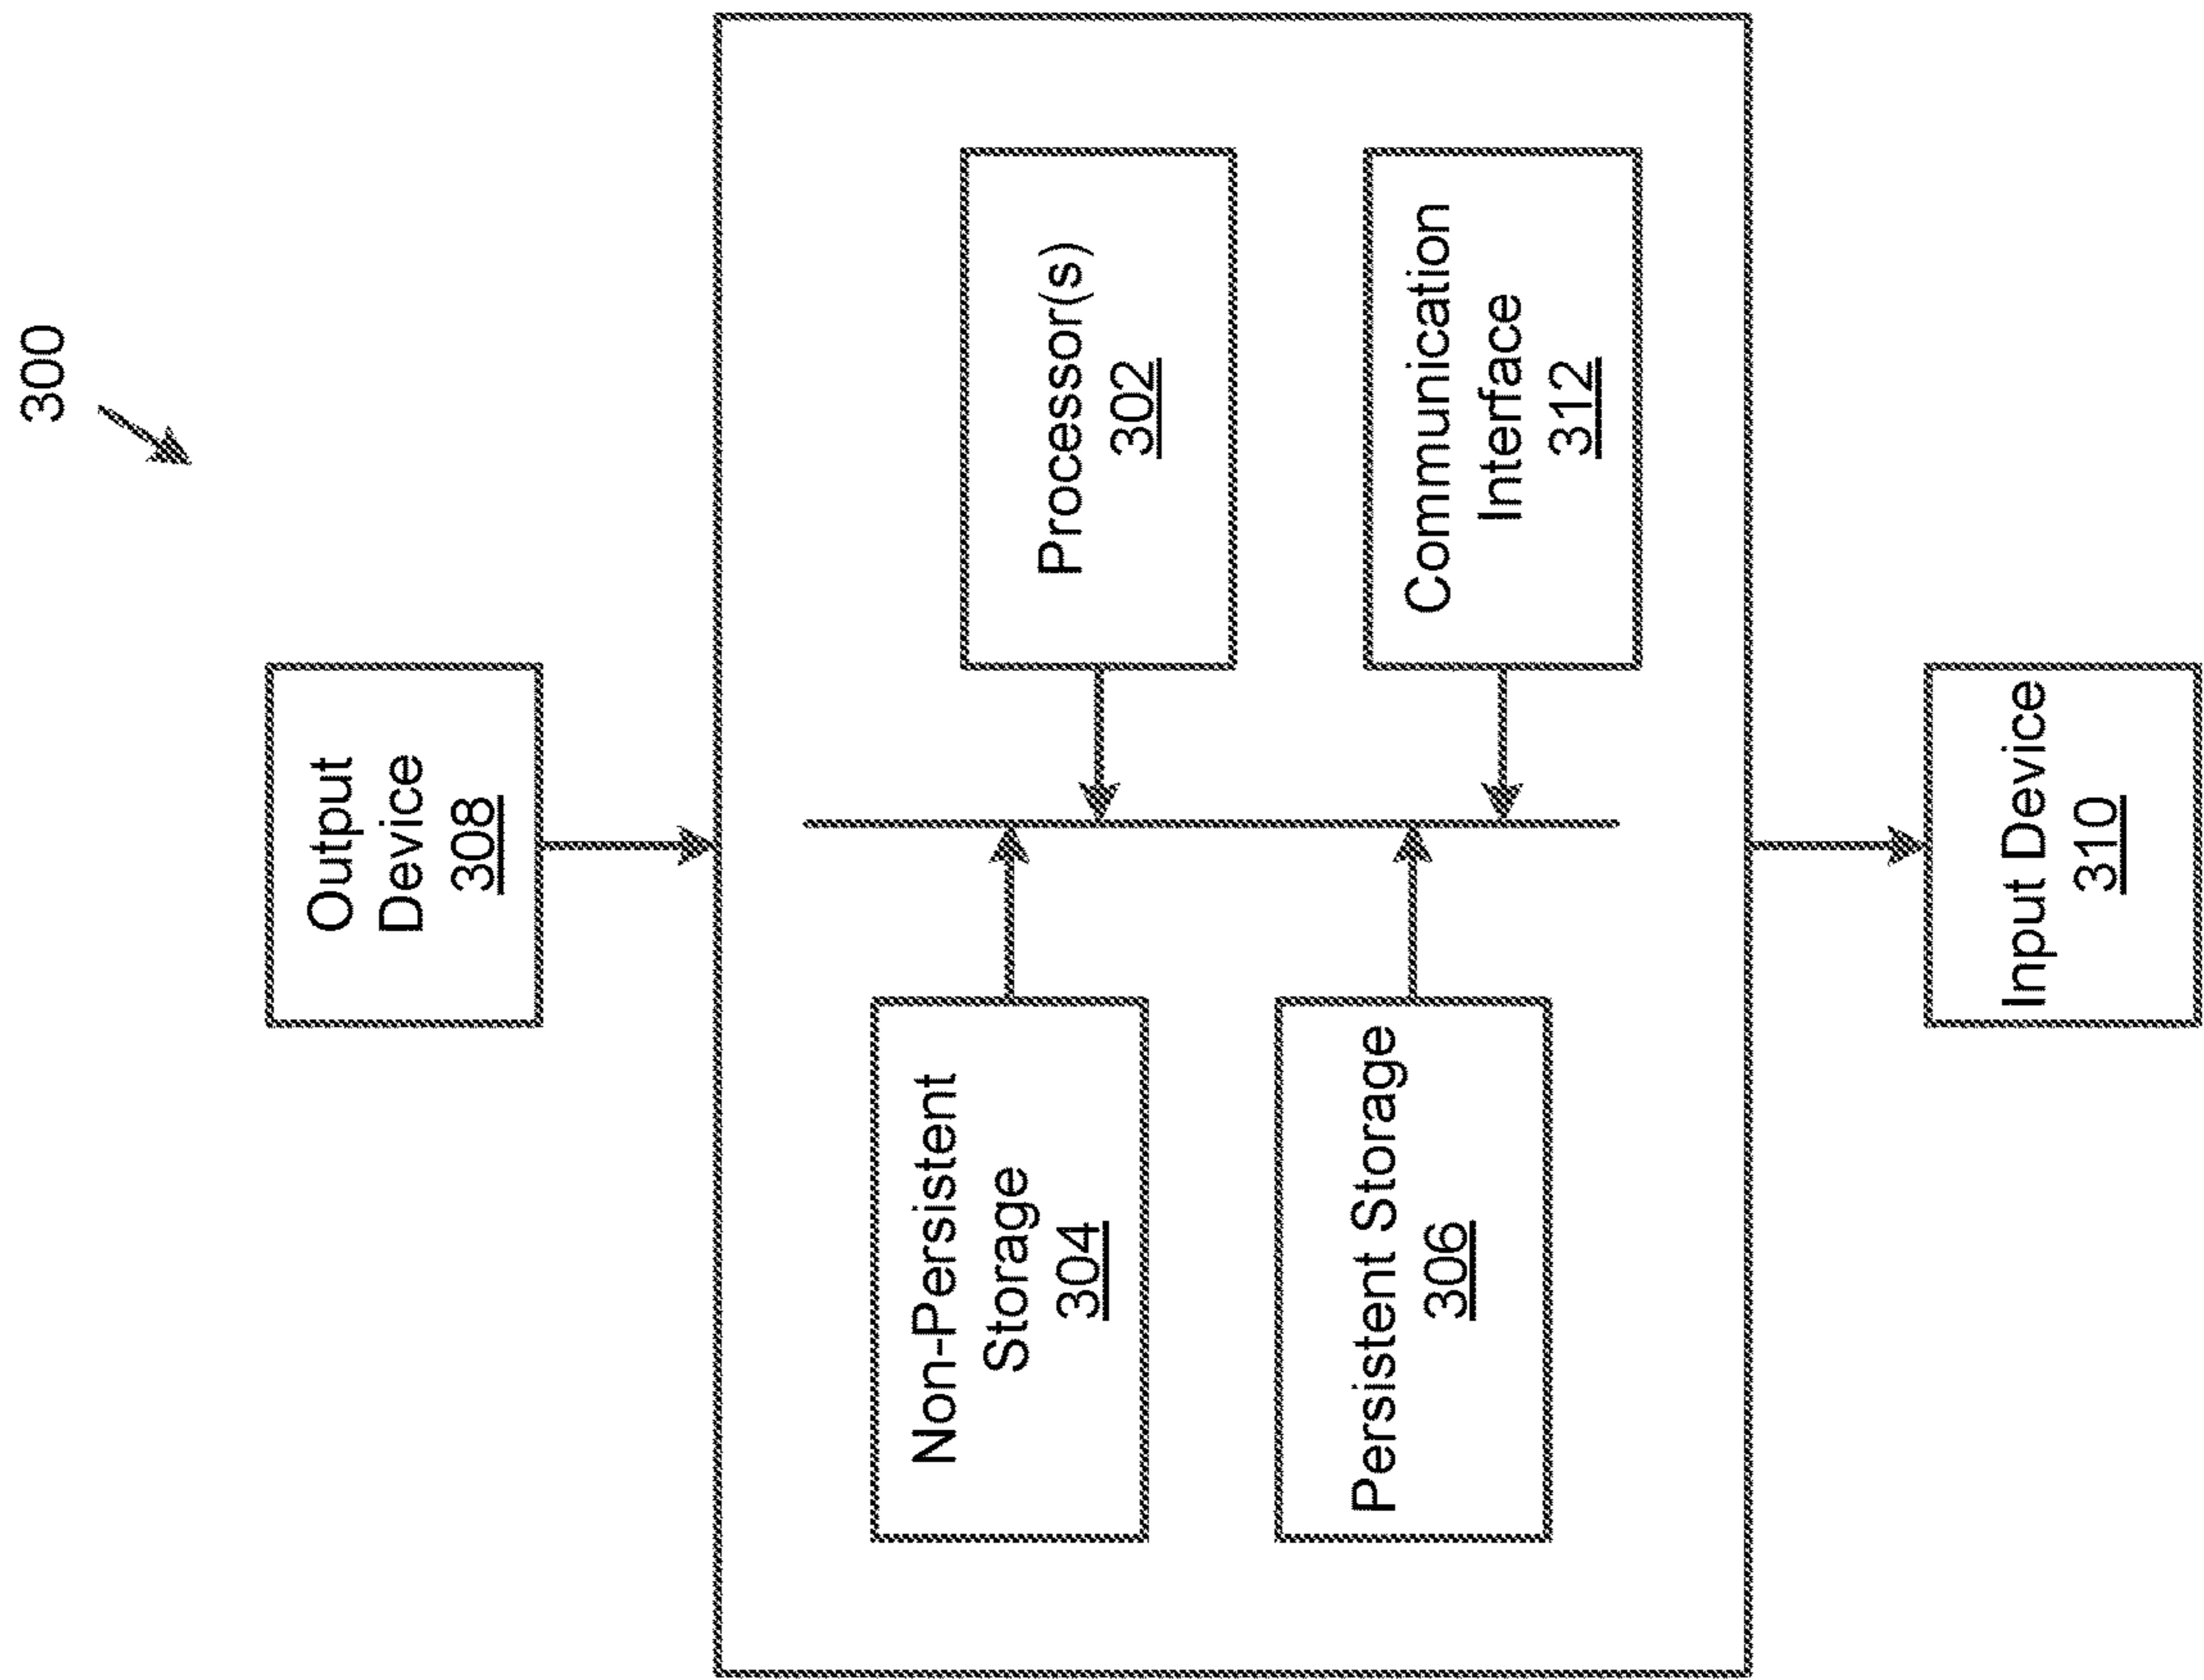 300
Output
Device
308
Non-Persistent
Storage
304
Processor(s)
302
Persistent Storage
306
Communication
Interface
312
Input Device
310